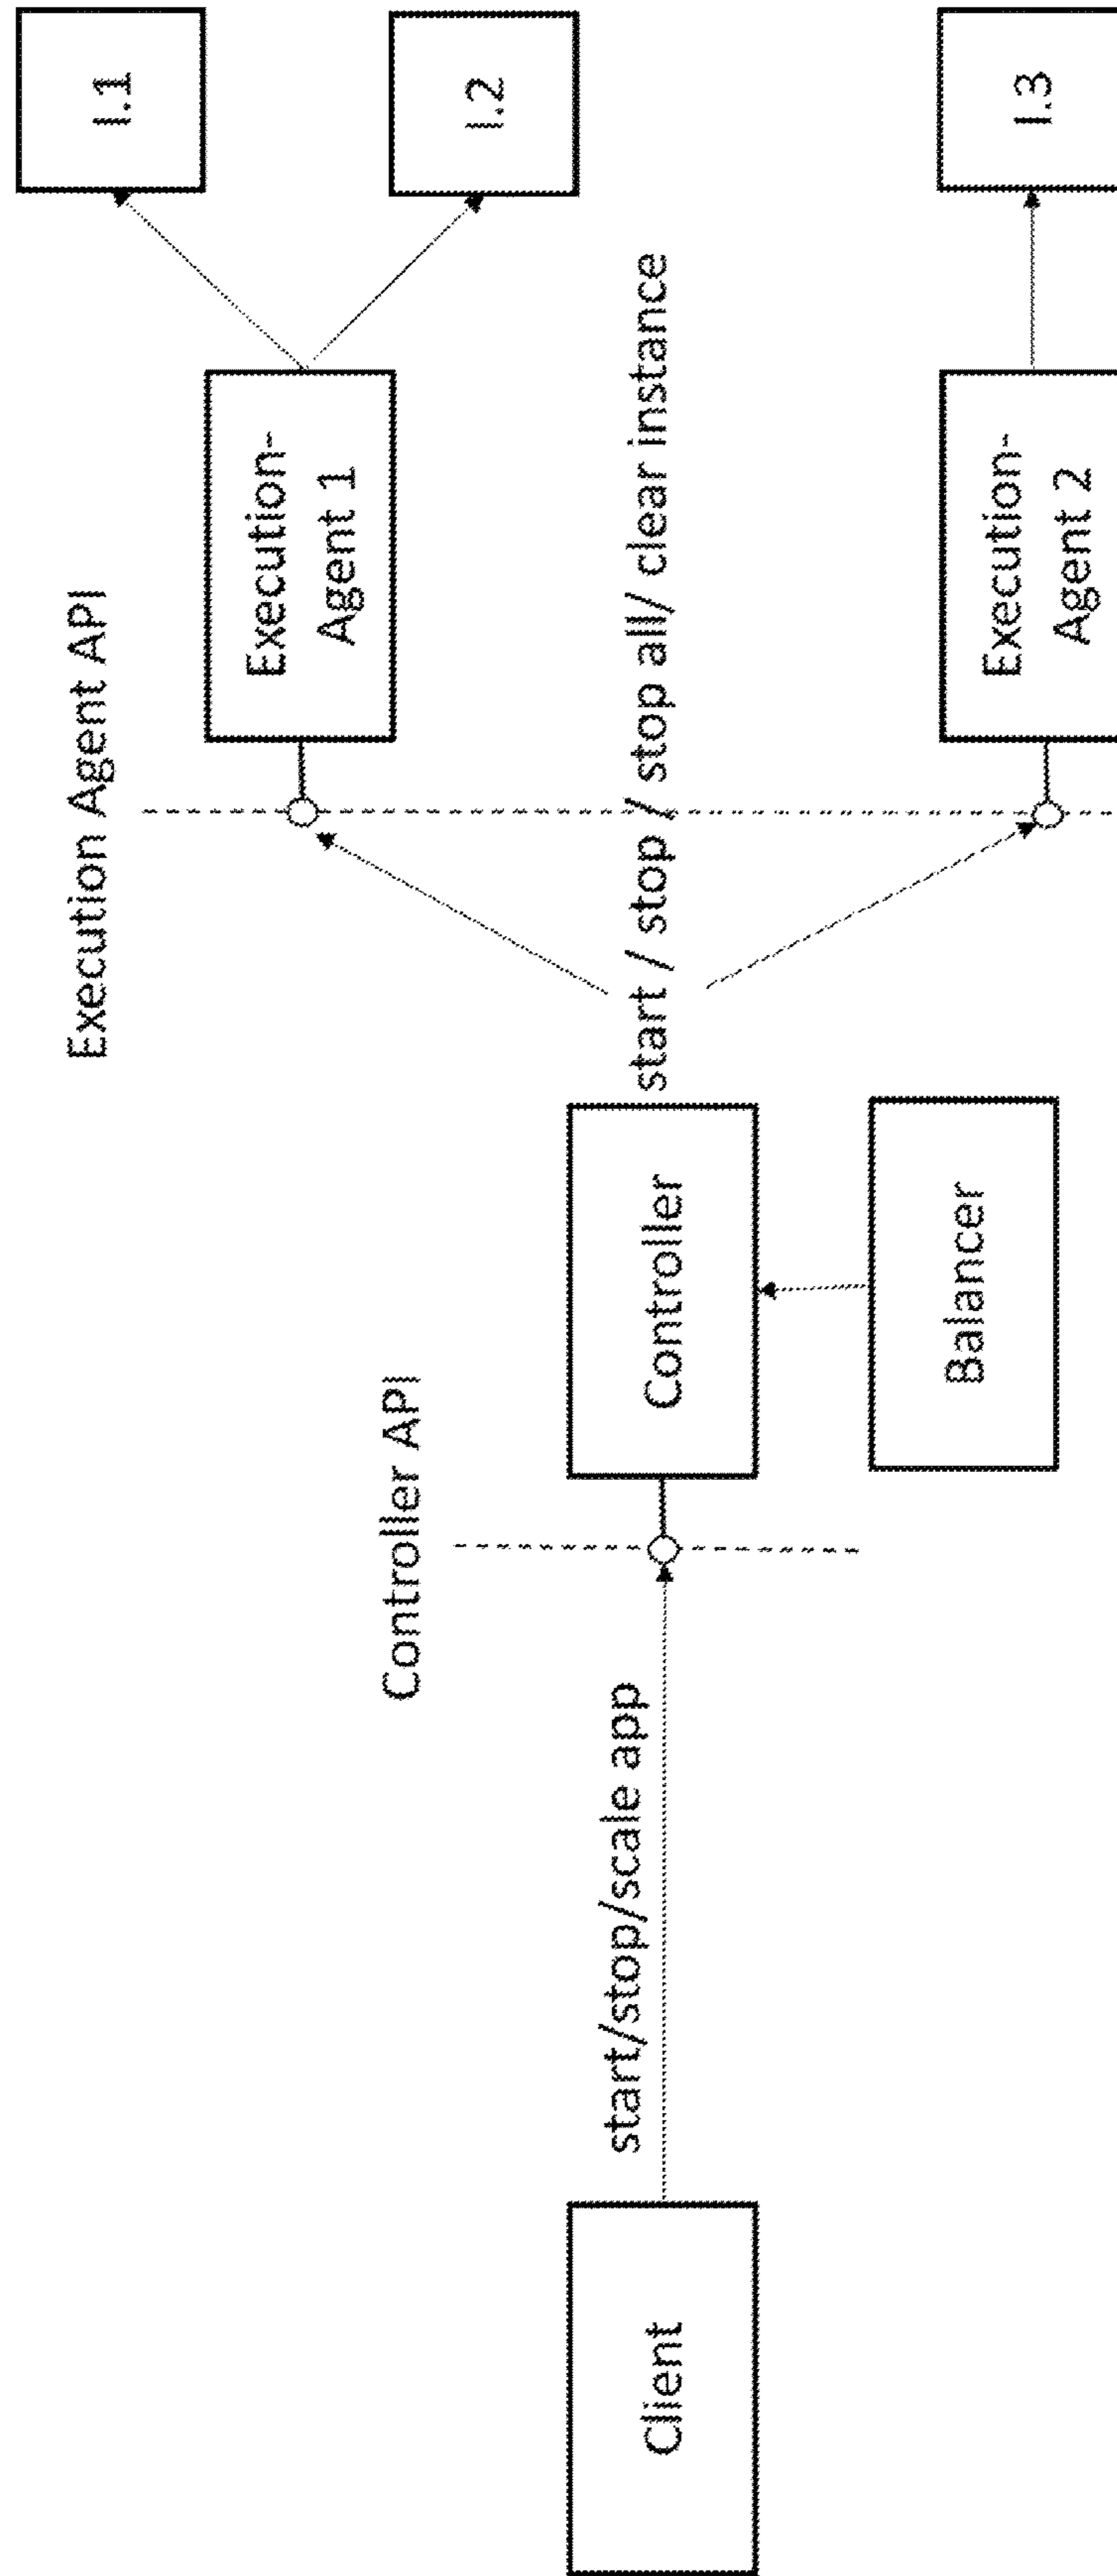 Client
start/stop/scale app
Controller API
Controller
Balancer
Execution Agent API
start / stop / stop all/ clear instance
Execution-
Agent 1
Execution-
Agent 2
I.1
I.2
I.3